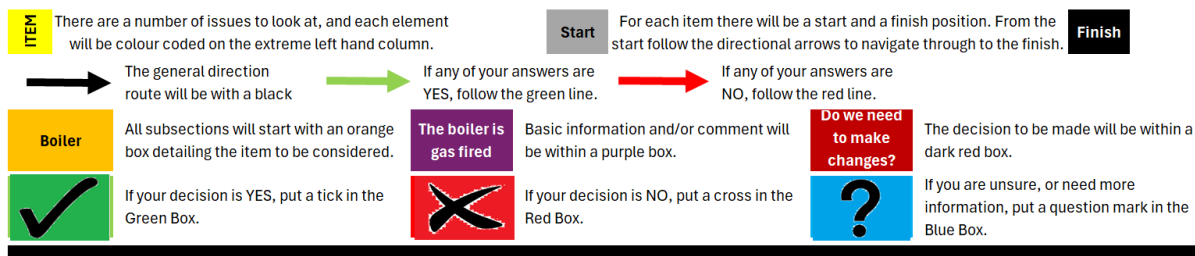 ITEM
There are a number of issues to look at, and each element
will be colour coded on the extreme left hand column.
Start
For each item there will be a start and a finish position. From the
start follow the directional arrows to navigate through to the finish.
Finish
The general direction
route will be with a black
If any of your answers are
YES, follow the green line.
If any of your answers are
NO, follow the red line.
Boiler
All subsections will start with an orange
box detailing the item to be considered.
The boiler is
gas fired
Basic information and/or comment will
be within a purple box.
Do we need
to make
changes?
The decision to be made will be within a
dark red box.
If your decision is YES, put a tick in the
Green Box.
If your decision is NO, put a cross in the
Red Box.
?
If you are unsure, or need more
information, put a question mark in the
Blue Box.